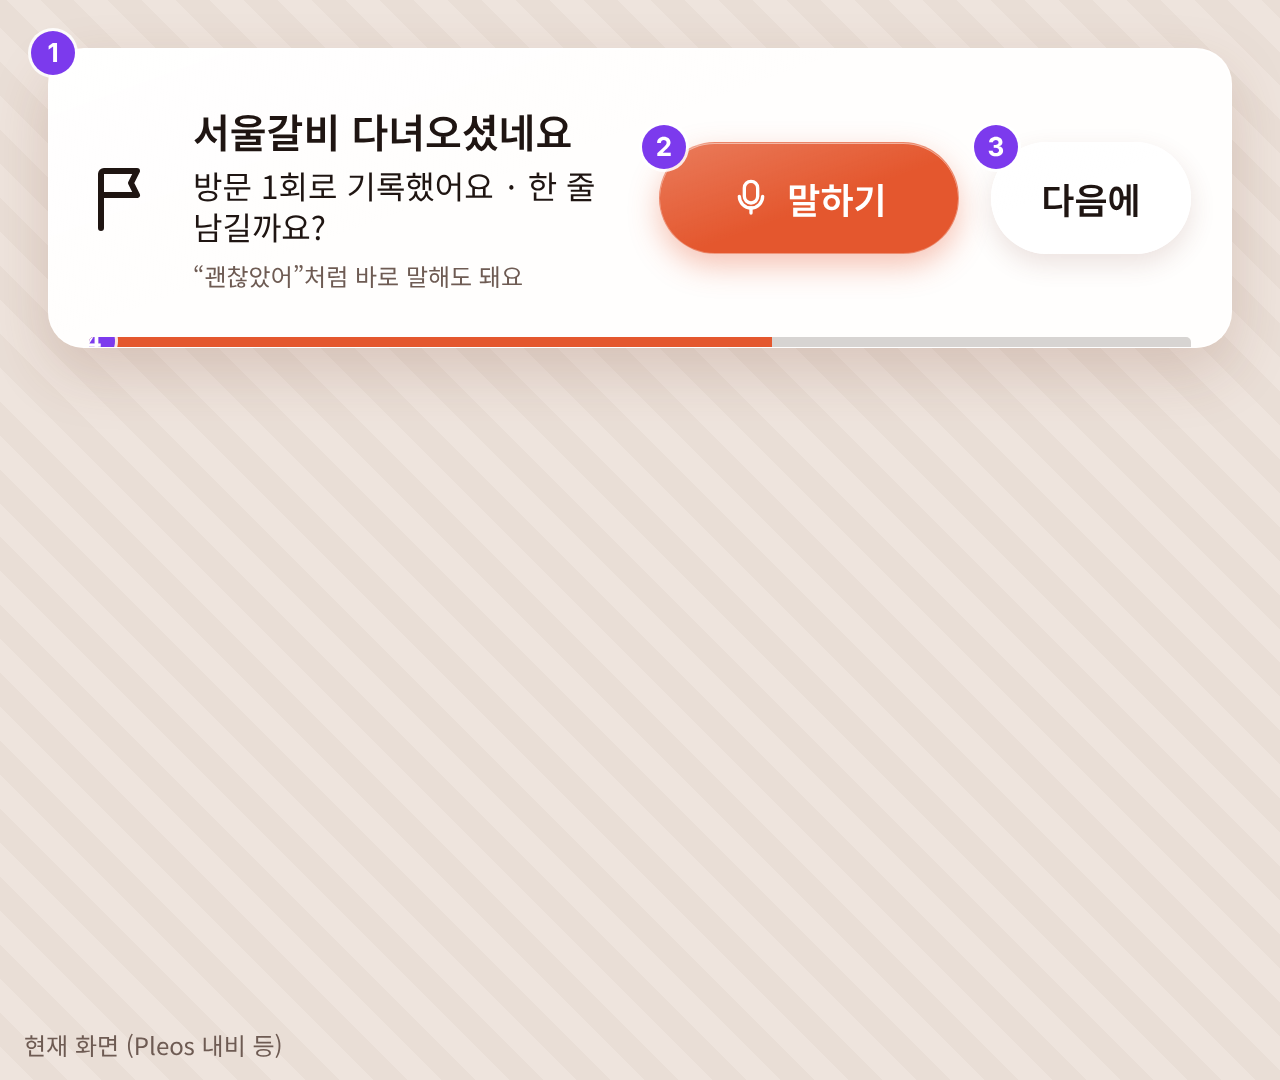 1
서울갈비 다녀오셨네요
방문 1회로 기록했어요 · 한 줄
남길까요?
“괜찮았어”처럼 바로 말해도 돼요
2
말하기
3
다음에
현재 화면 (Pleos 내비 등)